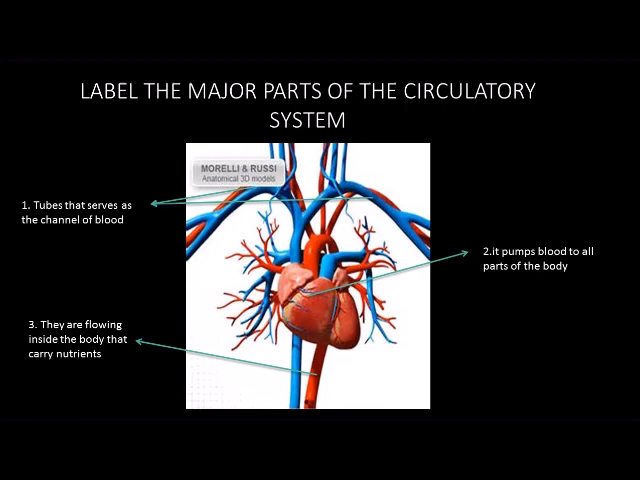 LABEL THE MAJOR PARTS OF THE CIRCULATORY
SYSTEM
MORELLI & RUSSI
Anatomical 3D models
1. Tubes that serves as
the channel of blood
2.it pumps blood to all
parts of the body
3. They are flowing
inside the body that
carry nutrients